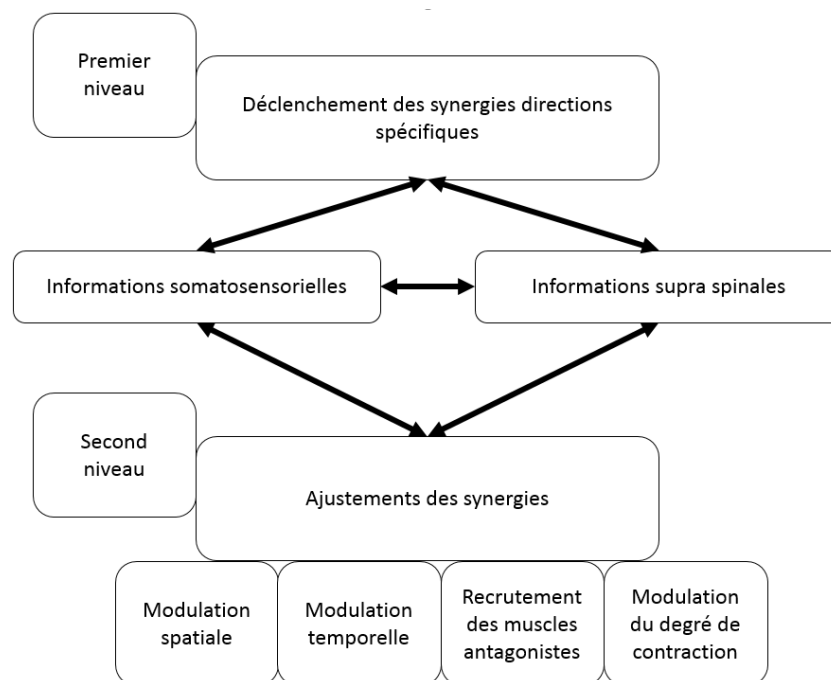 Premier
niveau
Déclenchement des synergies directions
spécifiques
Informations somatosensorielles
Informations supra spinales
Second
niveau
Ajustements des synergies
Modulation
spatiale
Modulation
temporelle
Recrutement
des muscles
antagonistes
Modulation
du degré de
contraction